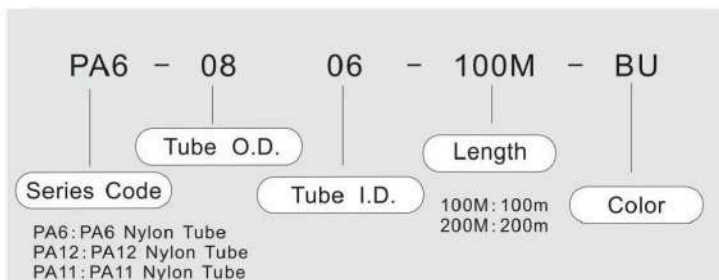 PA6 - 08 06 - 100M - BU
Tube O.D.
Length
Series Code
Tube I.D.
Color
100M:100m
200M:200m
PA6:PA6 Nylon Tube
PA12:PA12 Nylon Tube
PA11:PA11 Nylon Tube